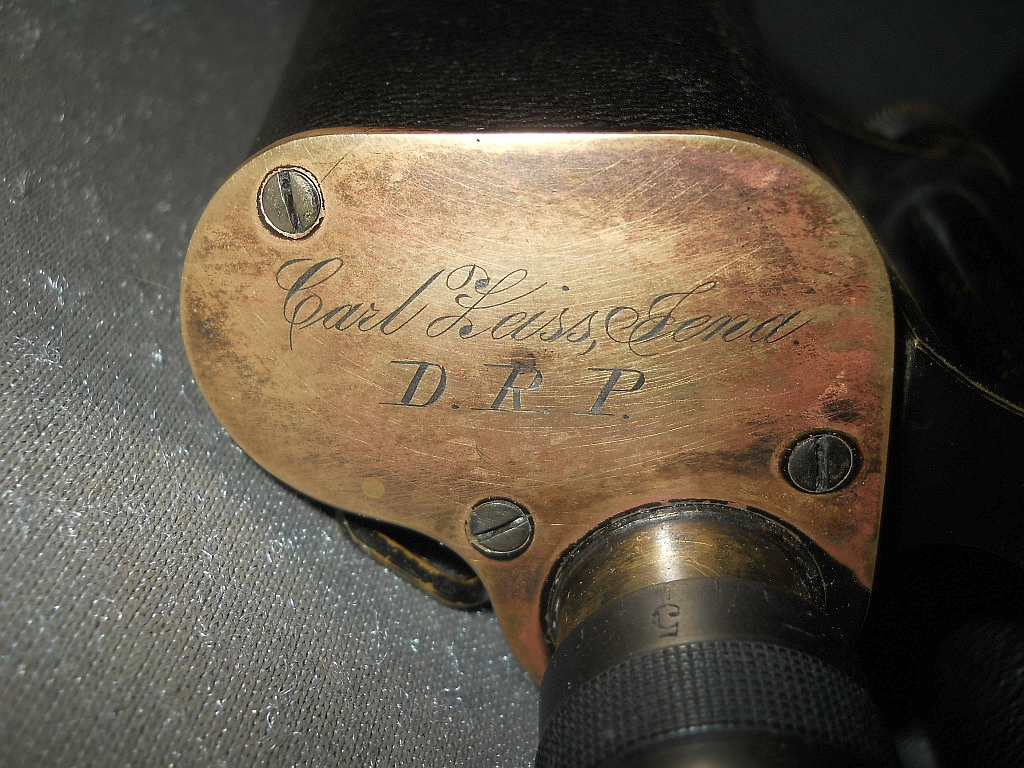 Carl Zeiss, Jena.
D. R. P.